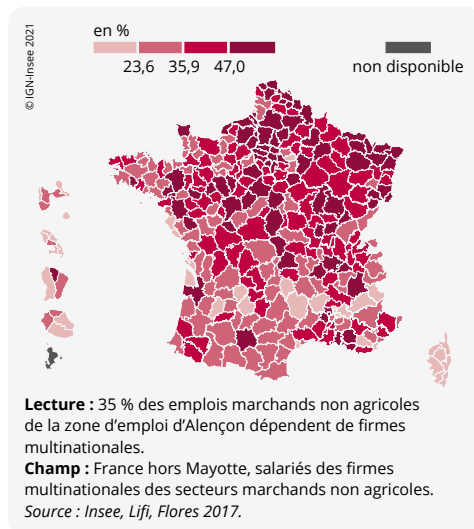 © IGN-Insee 2021
en %
23,6 35,9 47,0
non disponible
Lecture : 35 % des emplois marchands non agricoles
de la zone d’emploi d’Alençon dépendent de firmes
multinationales.
Champ : France hors Mayotte, salariés des firmes
multinationales des secteurs marchands non agricoles.
Source : Insee, Lifi, Flores 2017.